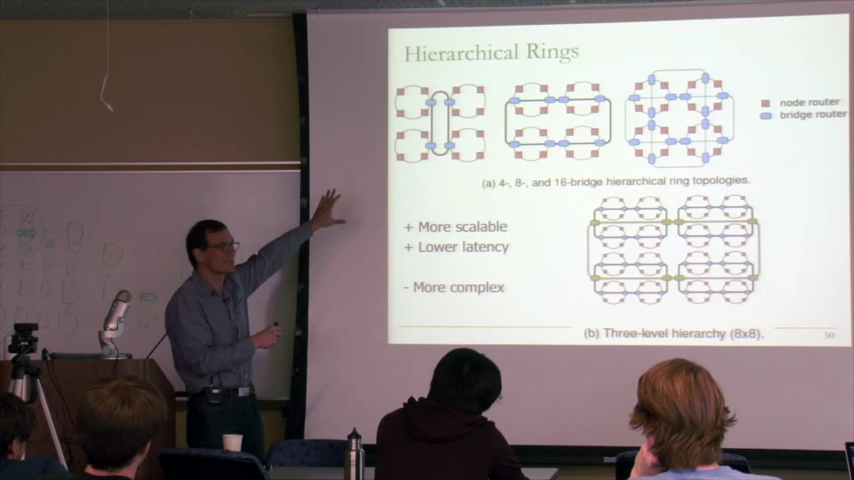 Hierarchical Rings
node router
bridge router
(a) 4-, 8-, and 16-bridge hierarchical ring topologies.
+ More scalable
+ Lower latency
- More complex
(b) Three-level hierarchy (8x8).
50